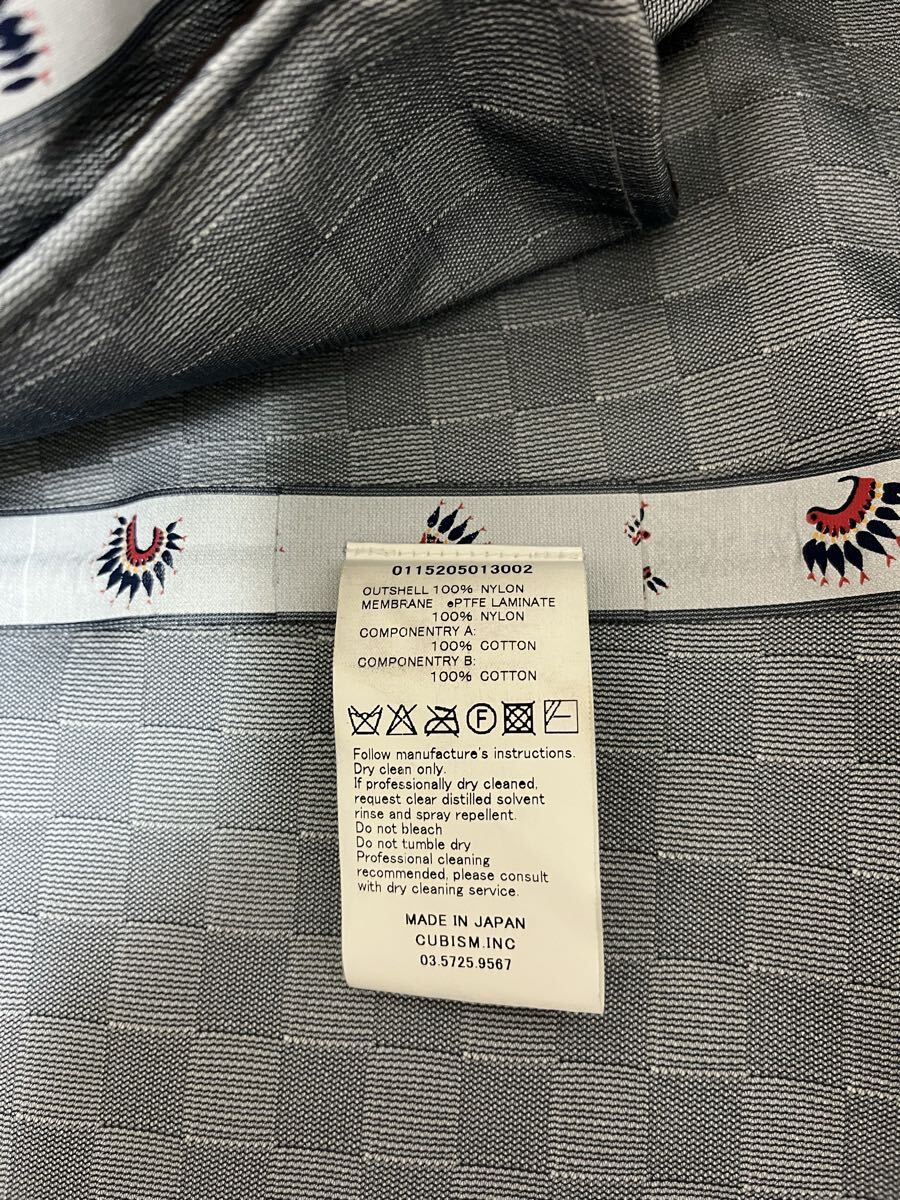 0115205013002
OUTSHELL 100% NYLON
MEMBRANE ePTFE LAMINATE
100% NYLON
COMPONENTRY A:
100% COTTON
COMPONENTRY B:
100% COTTON
F
Follow manufacture's instructions.
Dry clean only.
If professionally dry cleaned,
request clear distilled solvent
rinse and spray repellent.
Do not bleach
Do not tumble dry
Professional cleaning
recommended, please consult
with dry cleaning service.
MADE IN JAPAN
CUBISM.INC
03.5725.9567